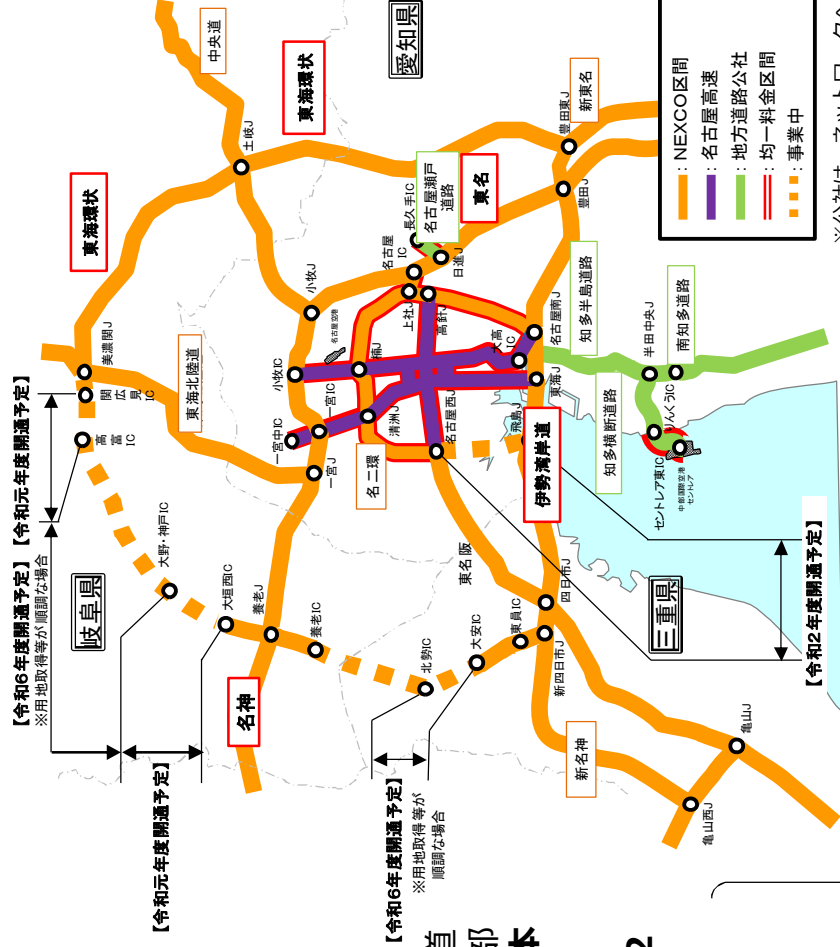 中央道
愛知県
東海環状
土岐J
東海環状
豊田東J
新東名
長久手IC
名古屋瀬戸
道路
東名
豊田J
名古屋
IC
日進J
小牧J
名古屋空港
上社J
高針J
楠J
大高
IC
名古屋南J
知多半島道路
半田中央J
南知多道路
美濃関J
関広見
IC
高富
IC
東海北陸道
小牧IC
一宮IC
一宮中IC
一宮J
清洲J
名二環
名古屋西J
飛島J
東海J
伊勢湾岸道
知多横断道路
りんくうIC
セントレア東IC
中部国際空港
セントレア
【令和元年度開通予定】
【令和6年度開通予定】
※用地取得等が順調な場合
岐阜県
大野・神戸IC
大垣西IC
養老J
養老IC
名神
東名阪
北勢IC
大安IC
東員IC
四日市J
新四日市J
三重県
【令和2年度開通予定】
【令和元年度開通予定】
【令和6年度開通予定】
※用地取得等が
順調な場合
新名神
亀山J
亀山西J
：NEXCO区間
：名古屋高速
：地方道路公社
：均一料金区間
：事業中
道
部
本
2